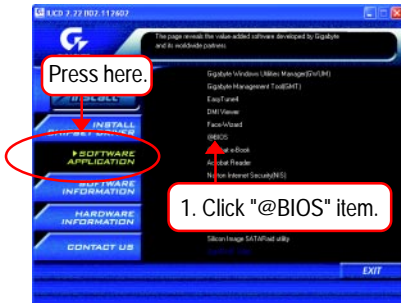 IUCD 2.22 B02.112602
The page reveals the value-added software developed by Gigabyte
and its worldwide partners.
Press here.
Gigabyte Windows Utilities Manager(GWUM)
Gigabyte Management Tool(GMT)
EasyTune4
DMI Viewer
Face-Wizard
@BIOS
e-Book
Acrobat Reader
Norton Internet Security(NIS)
INSTALL
CHIPSET DRIVER
SOFTWARE
APPLICATION
SOFTWARE
INFORMATION
HARDWARE
INFORMATION
CONTACT US
1. Click "@BIOS" item.
Silicon Image SATARaid utility
EXIT